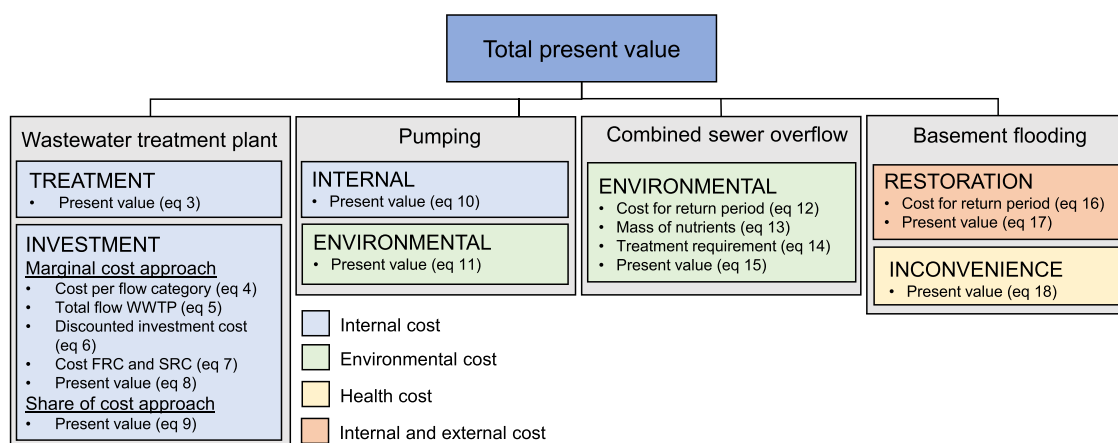 Total present value
Wastewater treatment plant
TREATMENT
• Present value (eq 3)
INVESTMENT
Marginal cost approach
• Cost per flow category (eq 4)
• Total flow WWTP (eq 5)
• Discounted investment cost
(eq 6)
• Cost FRC and SRC (eq 7)
• Present value (eq 8)
Share of cost approach
• Present value (eq 9)
Pumping
INTERNAL
• Present value (eq 10)
ENVIRONMENTAL
• Present value (eq 11)
Combined sewer overflow
ENVIRONMENTAL
• Cost for return period (eq 12)
• Mass of nutrients (eq 13)
• Treatment requirement (eq 14)
• Present value (eq 15)
Basement flooding
RESTORATION
• Cost for return period (eq 16)
• Present value (eq 17)
INCONVENIENCE
• Present value (eq 18)
Internal cost
Environmental cost
Health cost
Internal and external cost